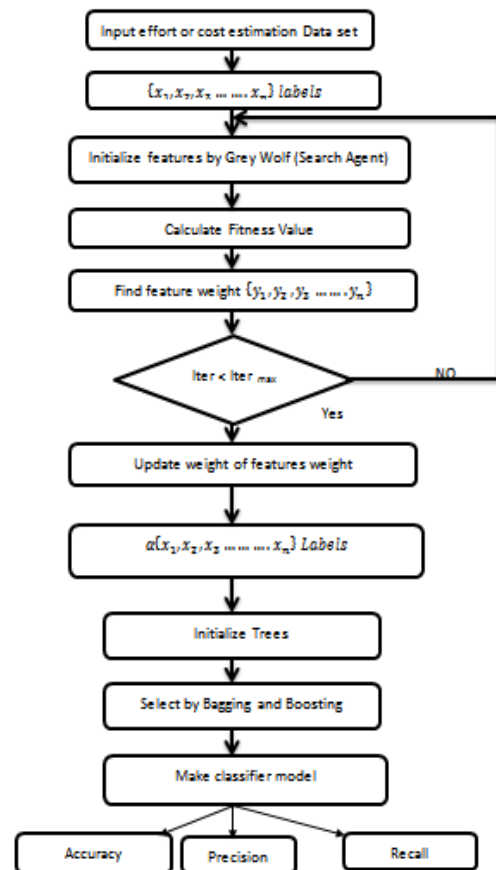 Input effort or cost estimation Data set
{x₁, x₂, x₃ … … . xₙ} labels
Initialize features by Grey Wolf (Search Agent)
Calculate Fitness Value
Find feature weight {y₁, y₂, y₃ … … . yₙ}
Iter < Iter max
NO
Yes
Update weight of features weight
α{x₁, x₂, x₃ … … … . xₙ} Labels
Initialize Trees
Select by Bagging and Boosting
Make classifier model
Accuracy
Precision
Recall